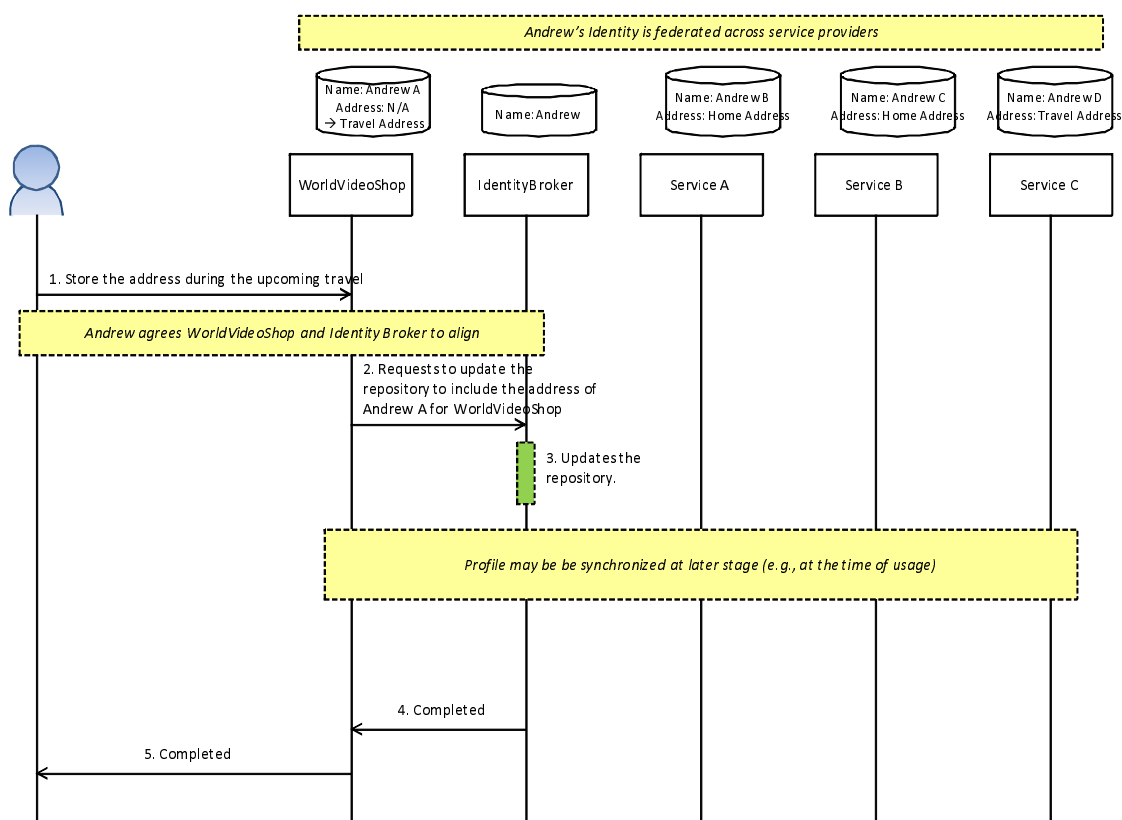 Andrew's Identity is federated across service providers
Name: Andrew A
Address: N/A
→ Travel Address
Name: Andrew
Name: Andrew B
Address: Home Address
Name: Andrew C
Address: Home Address
Name: Andrew D
Address: Travel Address
WorldVideoShop
IdentityBroker
Service A
Service B
Service C
1. Store the address during the upcoming travel
Andrew agrees WorldVideoShop and Identity Broker to align
2. Requests to update the
repository to include the address of
Andrew A for WorldVideoShop
3. Updates the
repository.
Profile may be be synchronized at later stage (e.g., at the time of usage)
4. Completed
5. Completed